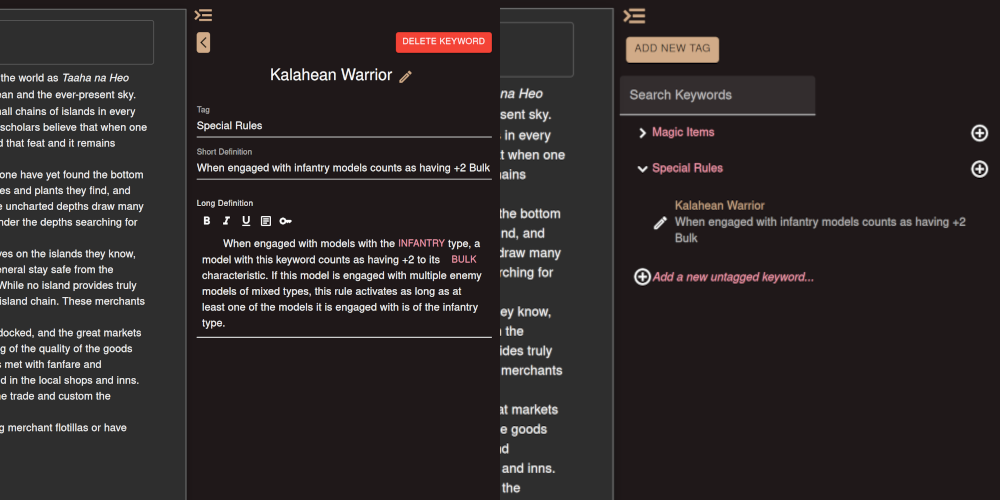 the world as Taaha na Heo
ean and the ever-present sky.
nall chains of islands in every
scholars believe that when one
d that feat and it remains
one have yet found the bottom
es and plants they find, and
e uncharted depths draw many
nder the depths searching for
ves on the islands they know,
eneral stay safe from the
While no island provides truly
island chain. These merchants
docked, and the great markets
g of the quality of the goods
s met with fanfare and
d in the local shops and inns.
ne trade and custom the
g merchant flotillas or have
DELETE KEYWORD
Kalahean Warrior
Tag
Special Rules
Short Definition
When engaged with infantry models counts as having +2 Bulk
Long Definition
B I U
When engaged with models with the INFANTRY type, a
model with this keyword counts as having +2 to its BULK
characteristic. If this model is engaged with multiple enemy
models of mixed types, this rule activates as long as at
least one of the models it is engaged with is of the infantry
type.
na Heo
sent sky.
in every
t when one
nains
the bottom
nd, and
draw many
rching for
ey know,
the
ides truly
merchants
at markets
e goods
nd
and inns.
the
ADD NEW TAG
Search Keywords
Magic Items
Special Rules
Kalahean Warrior
When engaged with infantry models counts as having +2
Bulk
Add a new untagged keyword...